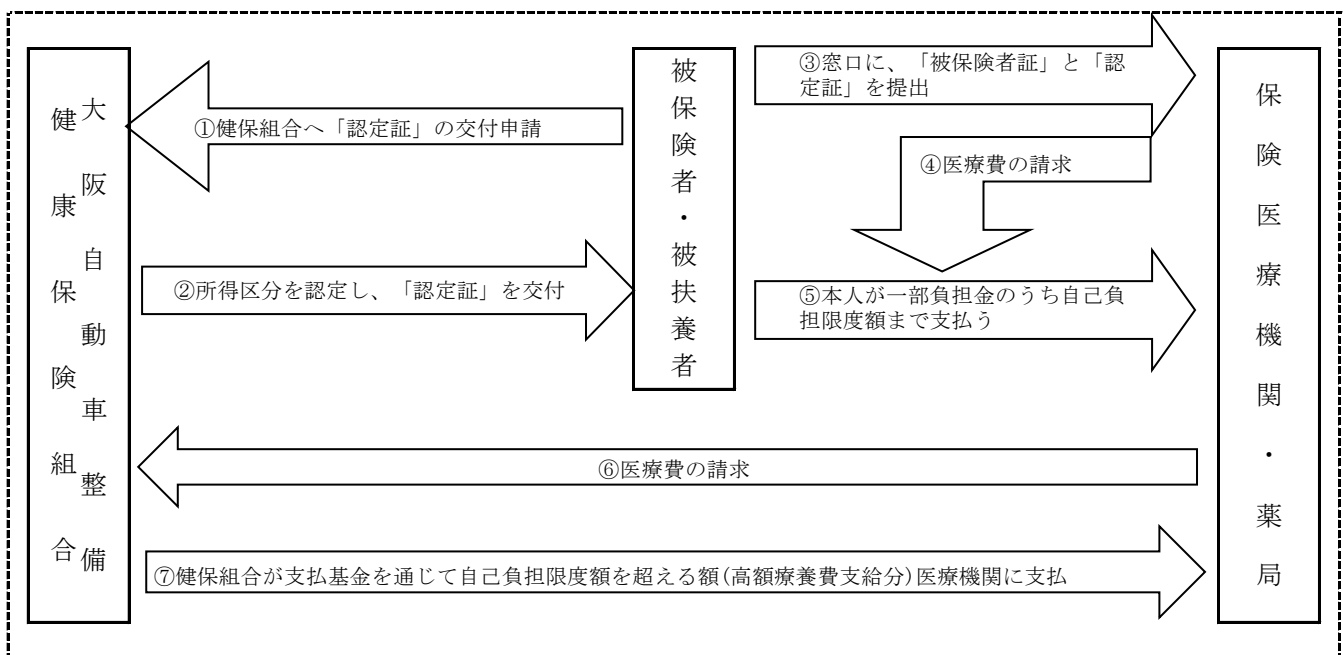 大阪自動車整備
健康保険組合
①健保組合へ「認定証」の交付申請
②所得区分を認定し、「認定証」を交付
被保険者・被扶養者
③窓口に、「被保険者証」と「認
定証」を提出
④医療費の請求
⑤本人が一部負担金のうち自己負
担限度額まで支払う
保険医療機関・薬局
⑥医療費の請求
⑦健保組合が支払基金を通じて自己負担限度額を超える額(高額療養費支給分)医療機関に支払